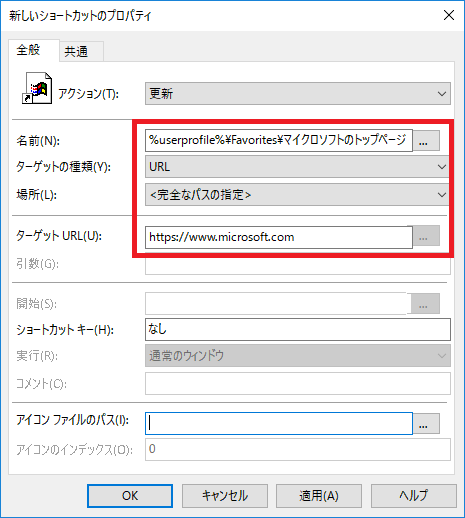 新しいショートカットのプロパティ
全般 共通
アクション(T): 更新
名前(N): %userprofile%¥Favorites¥マイクロソフトのトップページ ...
ターゲットの種類(Y): URL
場所(L): <完全なパスの指定>
ターゲット URL(U): https://www.microsoft.com ...
引数(G):
開始(S): ...
ショートカット キー(H): なし
実行(R): 通常のウィンドウ
コメント(C):
アイコン ファイルのパス(I): ...
アイコンのインデックス(O): 0
OK キャンセル 適用(A) ヘルプ